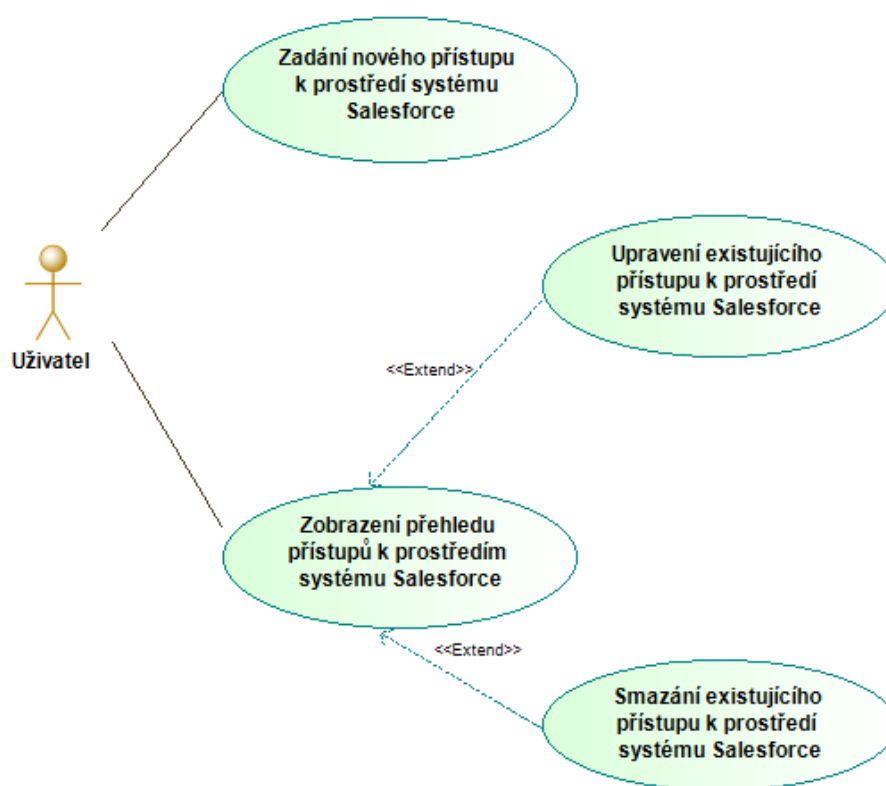 Zadání nového přístupu
k prostředí systému
Salesforce
Upravení existujícího
přístupu k prostředí
systému Salesforce
Uživatel
<<Extend>>
Zobrazení přehledu
přístupů k prostředím
systému Salesforce
<<Extend>>
Smazání existujícího
přístupu k prostředí
systému Salesforce